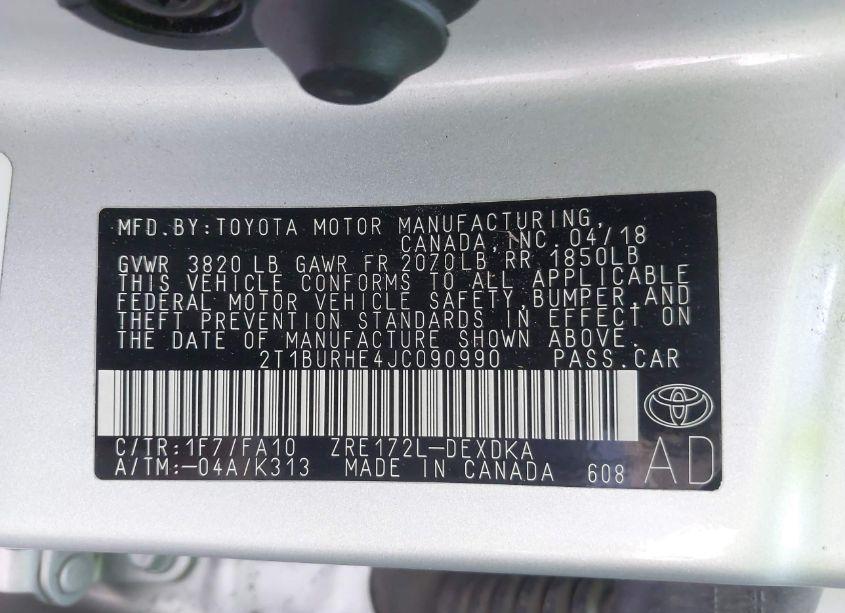 MFD.BY:TOYOTA MOTOR MANUFACTURING,
CANADA, INC. 04/18
GVWR 3820 LB GAWR FR 2070LB RR 1850LB
THIS VEHICLE CONFORMS TO ALL APPLICABLE
FEDERAL MOTOR VEHICLE SAFETY, BUMPER, AND
THEFT PREVENTION STANDARDS IN EFFECT ON
THE DATE OF MANUFACTURE SHOWN ABOVE.
2T1BURHE4JC090990 PASS.CAR
C/TR:1F7/FA10 ZRE172L-DEXDKA
A/TM:-04A/K313 MADE IN CANADA 608
AD